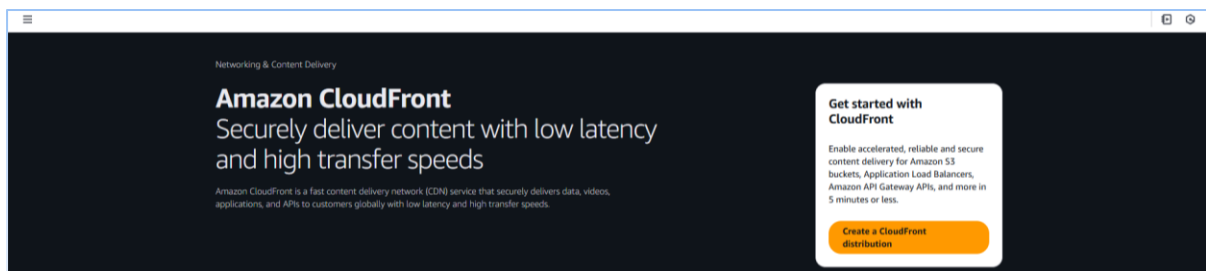 Networking & Content Delivery
Amazon CloudFront
Securely deliver content with low latency
and high transfer speeds
Amazon CloudFront is a fast content delivery network (CDN) service that securely delivers data, videos,
applications, and APIs to customers globally with low latency and high transfer speeds.
Get started with
CloudFront
Enable accelerated, reliable and secure
content delivery for Amazon S3
buckets, Application Load Balancers,
Amazon API Gateway APIs, and more in
5 minutes or less.
Create a CloudFront
distribution